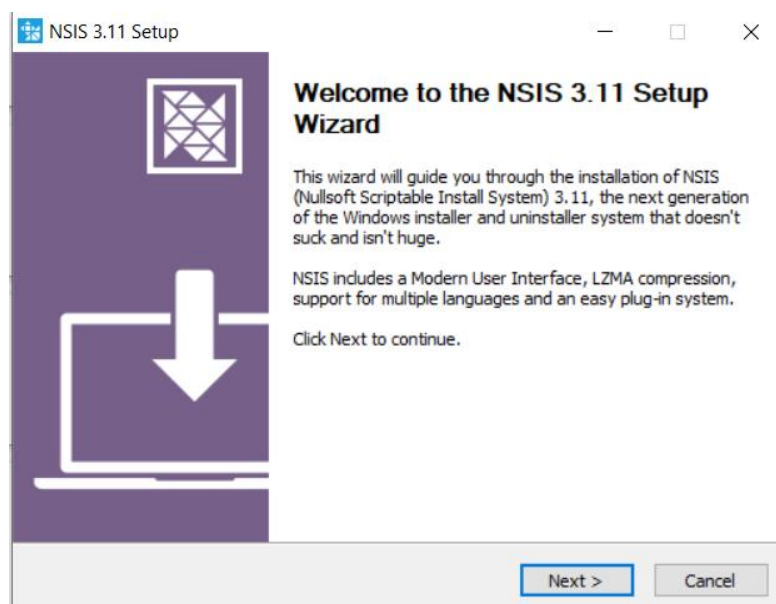 NSIS 3.11 Setup
Welcome to the NSIS 3.11 Setup
Wizard
This wizard will guide you through the installation of NSIS
(Nullsoft Scriptable Install System) 3.11, the next generation
of the Windows installer and uninstaller system that doesn't
suck and isn't huge.
NSIS includes a Modern User Interface, LZMA compression,
support for multiple languages and an easy plug-in system.
Click Next to continue.
Next >
Cancel